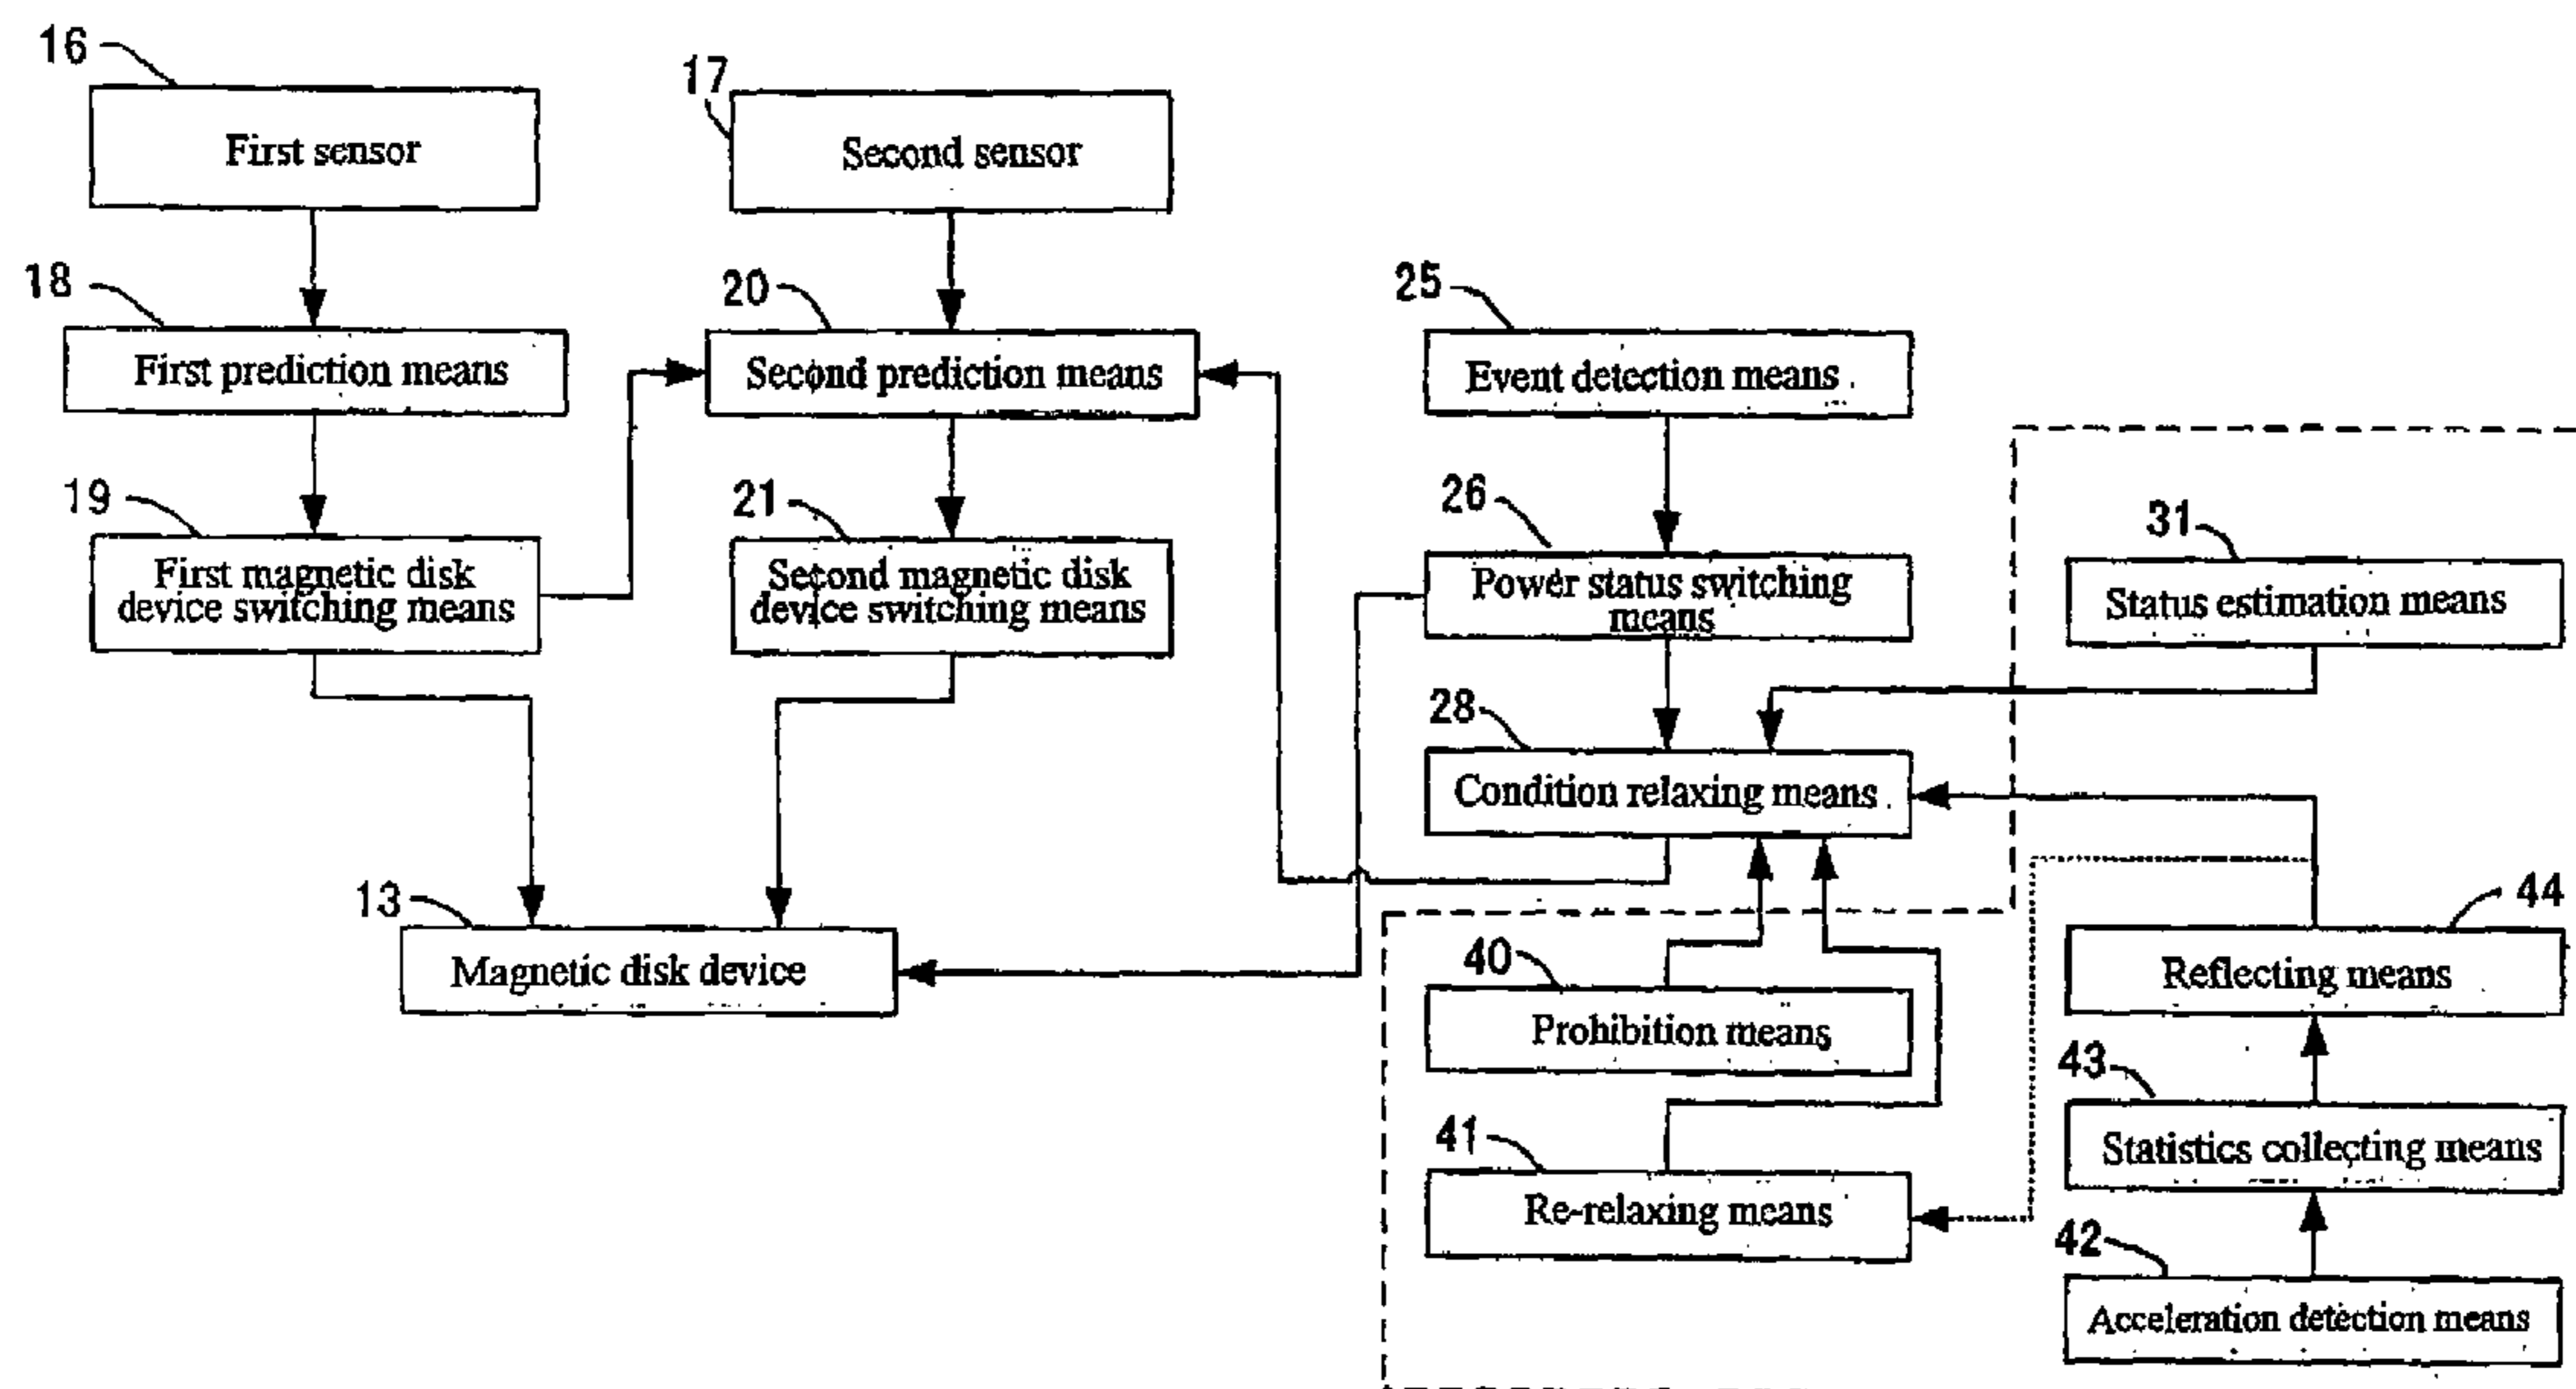 16
First sensor
17
Second sensor
18
First prediction means
20
Second prediction means
25
Event detection means
19
First magnetic disk
device switching means
21
Second magnetic disk
device switching means
26
Power status switching
means
31
Status estimation means
28
Condition relaxing means
13
Magnetic disk device
40
Prohibition means
44
Reflecting means
43
Statistics collecting means
41
Re-relaxing means
42
Acceleration detection means